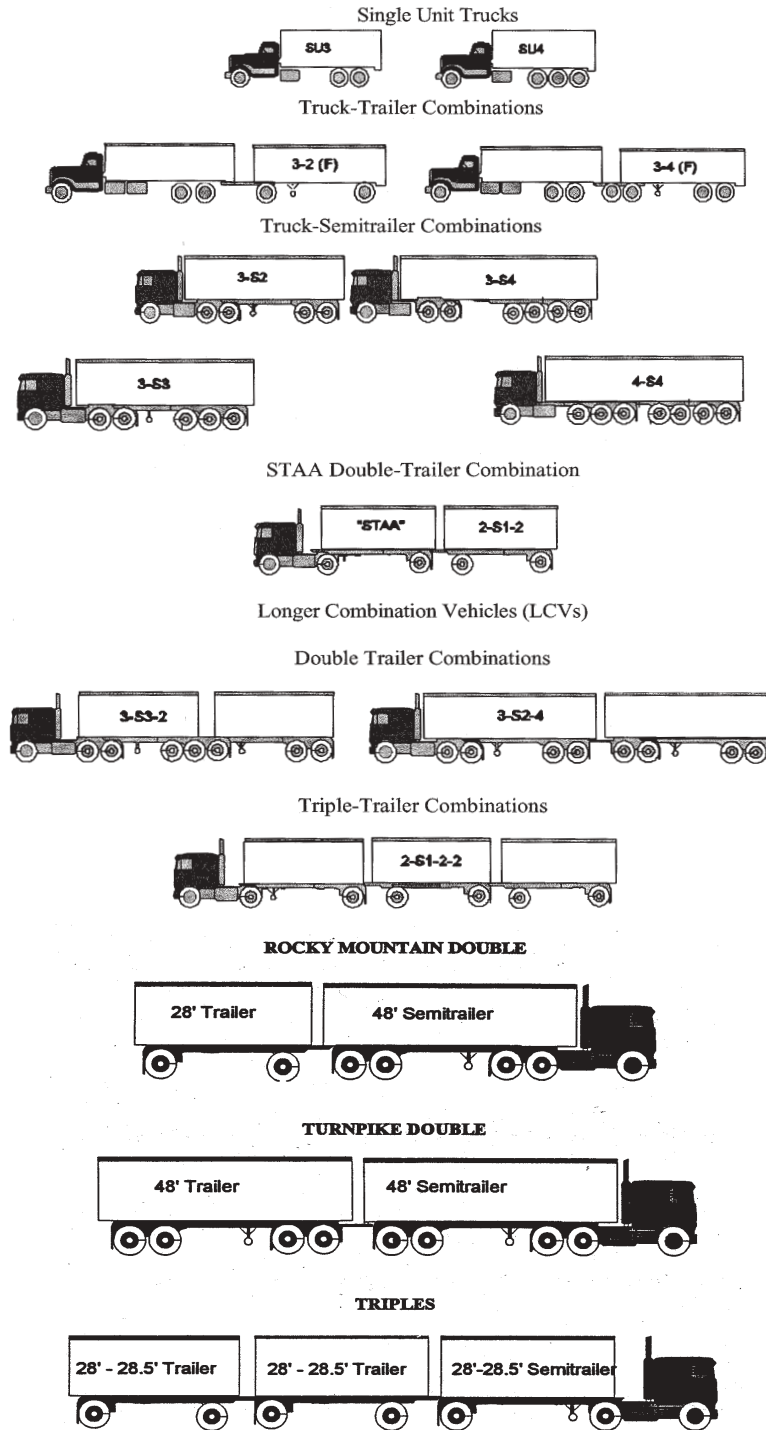 Single Unit Trucks
SU3
SU4
Truck-Trailer Combinations
3-2 (F)
3-4 (F)
Truck-Semitrailer Combinations
3-S2
3-S4
3-S3
4-S4
STAA Double-Trailer Combination
"STAA"
2-S1-2
Longer Combination Vehicles (LCVs)
Double Trailer Combinations
3-S3-2
3-S2-4
Triple-Trailer Combinations
2-S1-2-2
ROCKY MOUNTAIN DOUBLE
28' Trailer
48' Semitrailer
TURNPIKE DOUBLE
48' Trailer
48' Semitrailer
TRIPLES
28' - 28.5' Trailer
28' - 28.5' Trailer
28'-28.5' Semitrailer